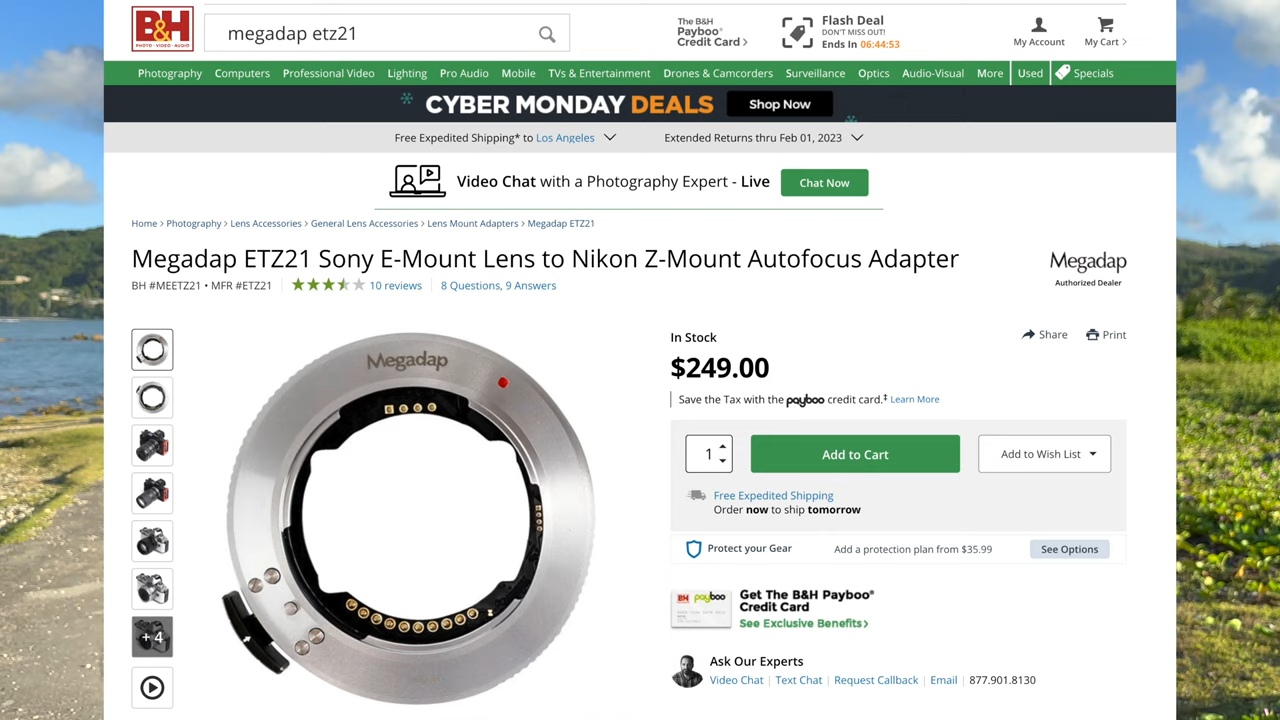 B&H
PHOTO · VIDEO · AUDIO
megadap etz21
The B&H
Payboo®
Credit Card >
Flash Deal
DON'T MISS OUT!
Ends In 06:44:53
My Account
My Cart >
Photography Computers Professional Video Lighting Pro Audio Mobile TVs & Entertainment Drones & Camcorders Surveillance Optics Audio-Visual More Used Specials
CYBER MONDAY DEALS Shop Now
Free Expedited Shipping* to Los Angeles
Extended Returns thru Feb 01, 2023
Video Chat with a Photography Expert - Live
Chat Now
Home > Photography > Lens Accessories > General Lens Accessories > Lens Mount Adapters > Megadap ETZ21
Megadap ETZ21 Sony E-Mount Lens to Nikon Z-Mount Autofocus Adapter
BH #MEETZ21 • MFR #ETZ21
10 reviews
8 Questions, 9 Answers
Megadap
Authorized Dealer
Megadap
+ 4
In Stock
Share
Print
$249.00
Save the Tax with the payboo credit card.‡ Learn More
1
Add to Cart
Add to Wish List
Free Expedited Shipping
Order now to ship tomorrow
Protect your Gear
Add a protection plan from $35.99
See Options
B&H payboo
Get The B&H Payboo®
Credit Card
See Exclusive Benefits >
Ask Our Experts
Video Chat | Text Chat | Request Callback | Email | 877.901.8130